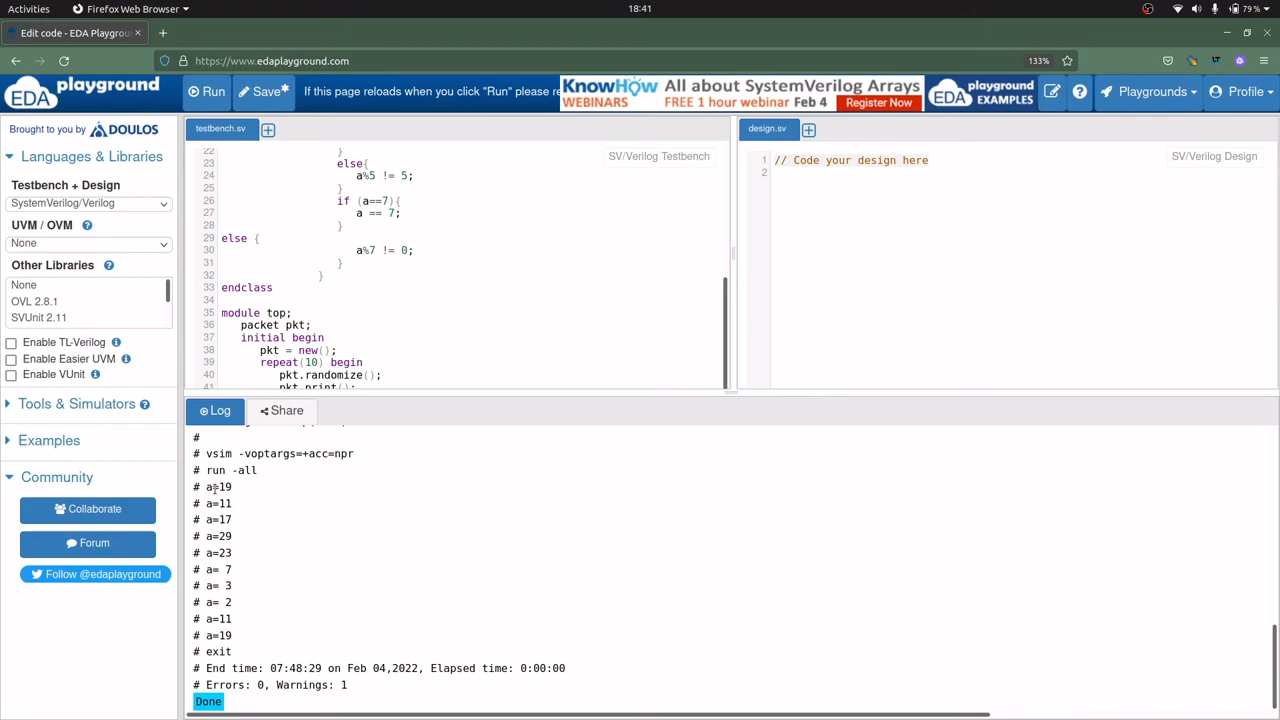 Activities
Firefox Web Browser
18:41
79%
Edit code - EDA Playgrou
https://www.edaplayground.com
133%
EDA playground
Run
Save*
If this page reloads when you click "Run" please re
KnowHow WEBINARS
All about SystemVerilog Arrays
FREE 1 hour webinar Feb 4
Register Now
EDA playground EXAMPLES
Playgrounds
Profile
Brought to you by DOULOS
Languages & Libraries
Testbench + Design
SystemVerilog/Verilog
UVM / OVM
None
Other Libraries
None
OVL 2.8.1
SVUnit 2.11
Enable TL-Verilog
Enable Easier UVM
Enable VUnit
Tools & Simulators
Examples
Community
Collaborate
Forum
Follow @edaplayground
testbench.sv
SV/Verilog Testbench
22 }
23 else{
24 a%5 != 5;
25 }
26 if (a==7){
27 a == 7;
28 }
29 else {
30 a%7 != 0;
31 }
32 }
33 endclass
34
35 module top;
36 packet pkt;
37 initial begin
38 pkt = new();
39 repeat(10) begin
40 pkt.randomize();
41 pkt.print();
design.sv
SV/Verilog Design
1 // Code your design here
2
Log
Share
#
# vsim -voptargs=+acc=npr
# run -all
# a=19
# a=11
# a=17
# a=29
# a=23
# a= 7
# a= 3
# a= 2
# a=11
# a=19
# exit
# End time: 07:48:29 on Feb 04,2022, Elapsed time: 0:00:00
# Errors: 0, Warnings: 1
Done